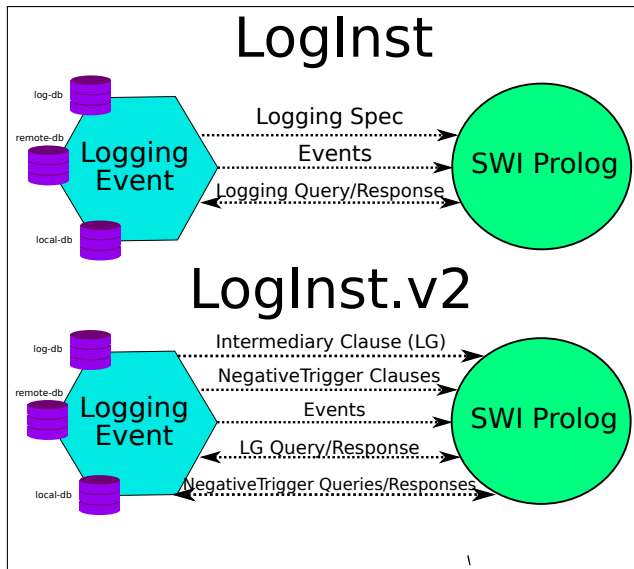 LogInst
log-db
Logging Spec
remote-db
Logging
Event
Events
SWI Prolog
Logging Query/Response
local-db
LogInst.v2
log-db
Intermediary Clause (LG)
NegativeTrigger Clauses
remote-db
Logging
Event
Events
SWI Prolog
LG Query/Response
NegativeTrigger Queries/Responses
local-db
\